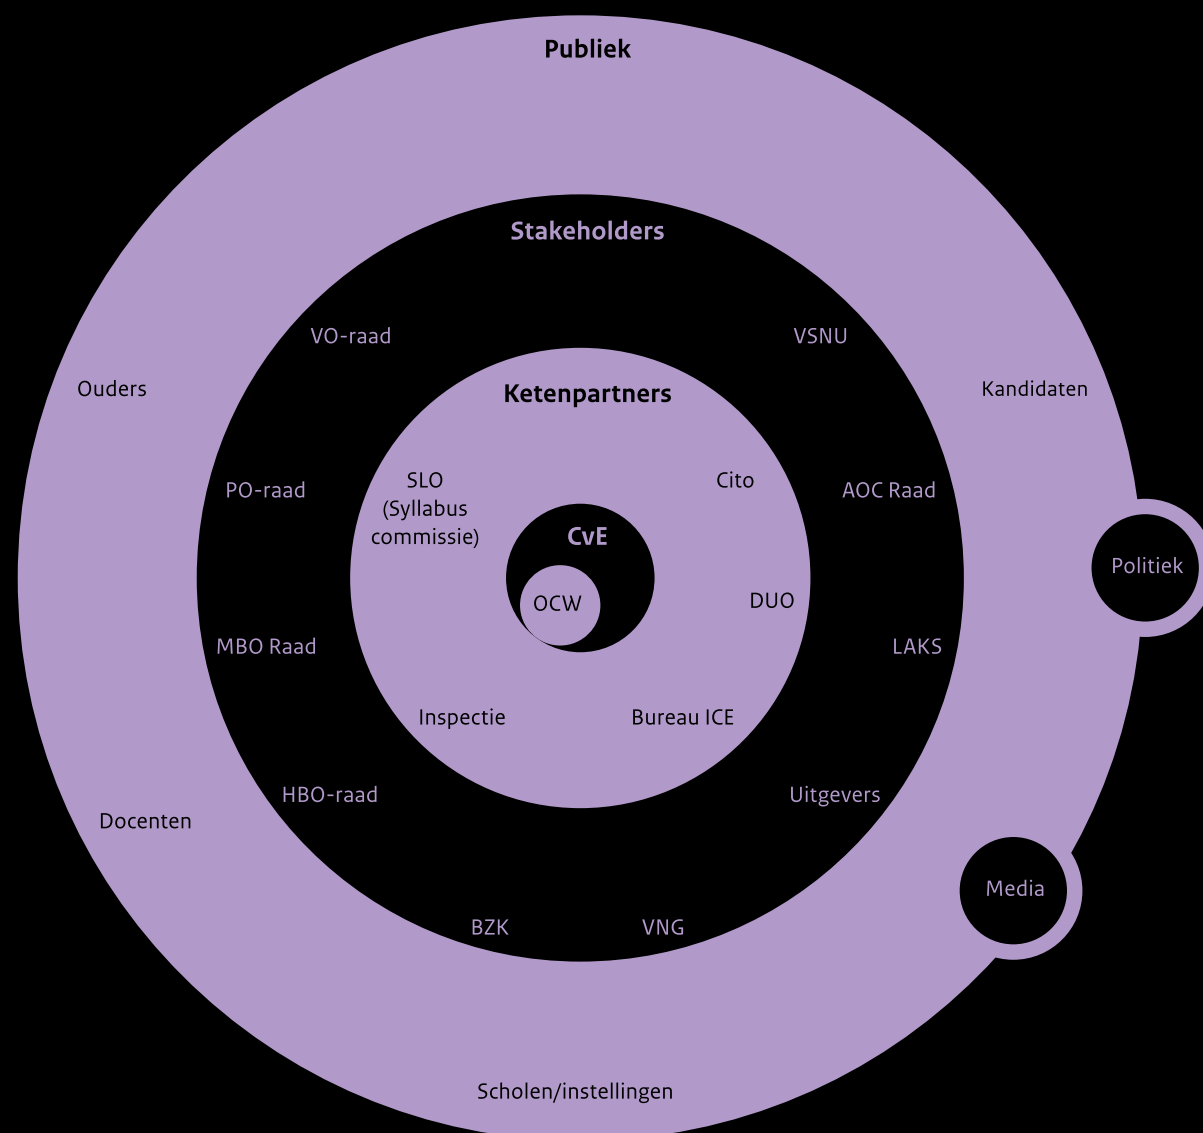 Publiek
Stakeholders
VO-raad
VSNU
Ouders
Kandidaten
Ketenpartners
SLO
(Syllabus
commissie)
Cito
PO-raad
AOC Raad
CvE
OCW
Politiek
DUO
MBO Raad
LAKS
Inspectie
Bureau ICE
HBO-raad
Uitgevers
Docenten
Media
BZK
VNG
Scholen/instellingen